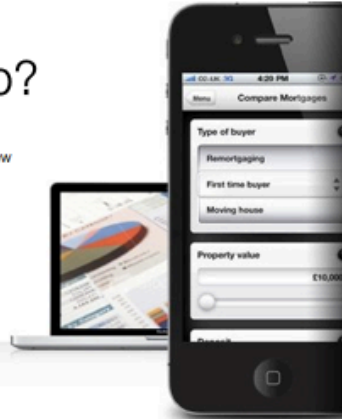 o?
w
CO-UK 3G 4:20 PM
Menu Compare Mortgages
Type of buyer
Remortgaging
First time buyer
Moving house
Property value
£10,000
Deposit